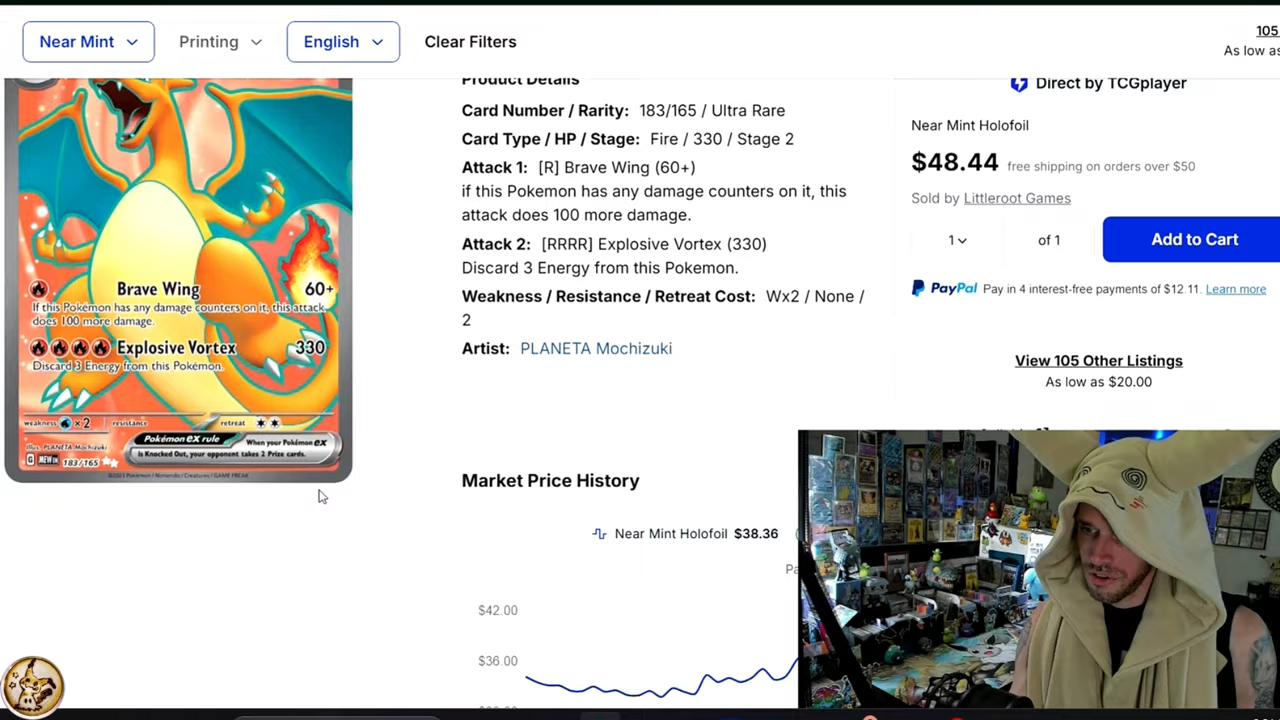 Near Mint
Printing
English
Clear Filters
105
As low as
Product Details
Card Number / Rarity: 183/165 / Ultra Rare
Card Type / HP / Stage: Fire / 330 / Stage 2
Attack 1: [R] Brave Wing (60+)
if this Pokemon has any damage counters on it, this
attack does 100 more damage.
Attack 2: [RRRR] Explosive Vortex (330)
Discard 3 Energy from this Pokemon.
Weakness / Resistance / Retreat Cost: Wx2 / None /
2
Artist: PLANETA Mochizuki
Direct by TCGplayer
Near Mint Holofoil
$48.44 free shipping on orders over $50
Sold by Littleroot Games
1 of 1
Add to Cart
PayPal Pay in 4 interest-free payments of $12.11. Learn more
View 105 Other Listings
As low as $20.00
Brave Wing 60+
If this Pokémon has any damage counters on it, this attack
does 100 more damage.
Explosive Vortex 330
Discard 3 Energy from this Pokémon.
weakness ×2 resistance retreat
Pokémon ex rule When your Pokémon ex
is Knocked Out, your opponent takes 2 Prize cards.
Illus. PLANETA Mochizuki
G MEW EN 183/165
Market Price History
Near Mint Holofoil $38.36
Pa
$42.00
$36.00